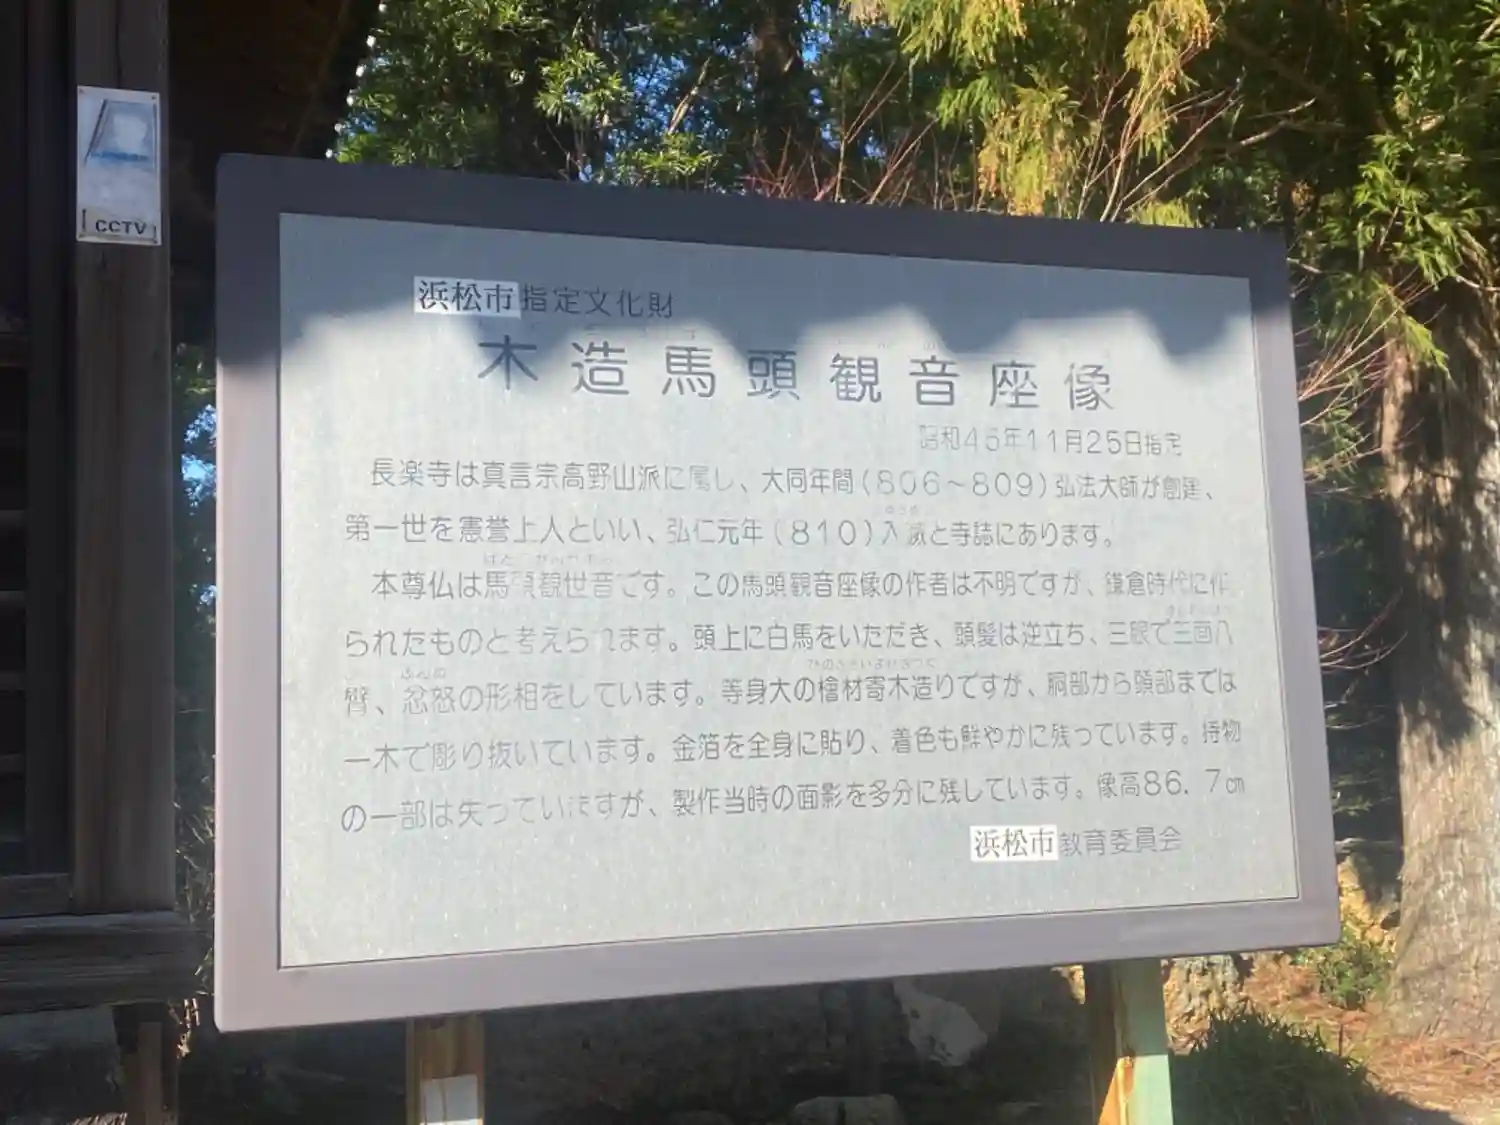 CCTV
浜松市指定文化財
木造馬頭観音座像
昭和45年11月25日指定
長楽寺は真言宗高野山派に属し、大同年間(806〜809)弘法大師が創建、
第一世を憲誉上人といい、弘仁元年(810)入滅と寺誌にあります。
本尊仏は馬頭観世音です。この馬頭観音座像の作者は不明ですが、鎌倉時代に作
られたものと考えられます。頭上に白馬をいただき、頭髪は逆立ち、三眼で三面八
臂、忿怒の形相をしています。等身大の檜材寄木造りですが、胴部から頭部までは
一木で彫り抜いています。金箔を全身に貼り、着色も鮮やかに残っています。持物
の一部は失っていますが、製作当時の面影を多分に残しています。像高86.7㎝
浜松市教育委員会